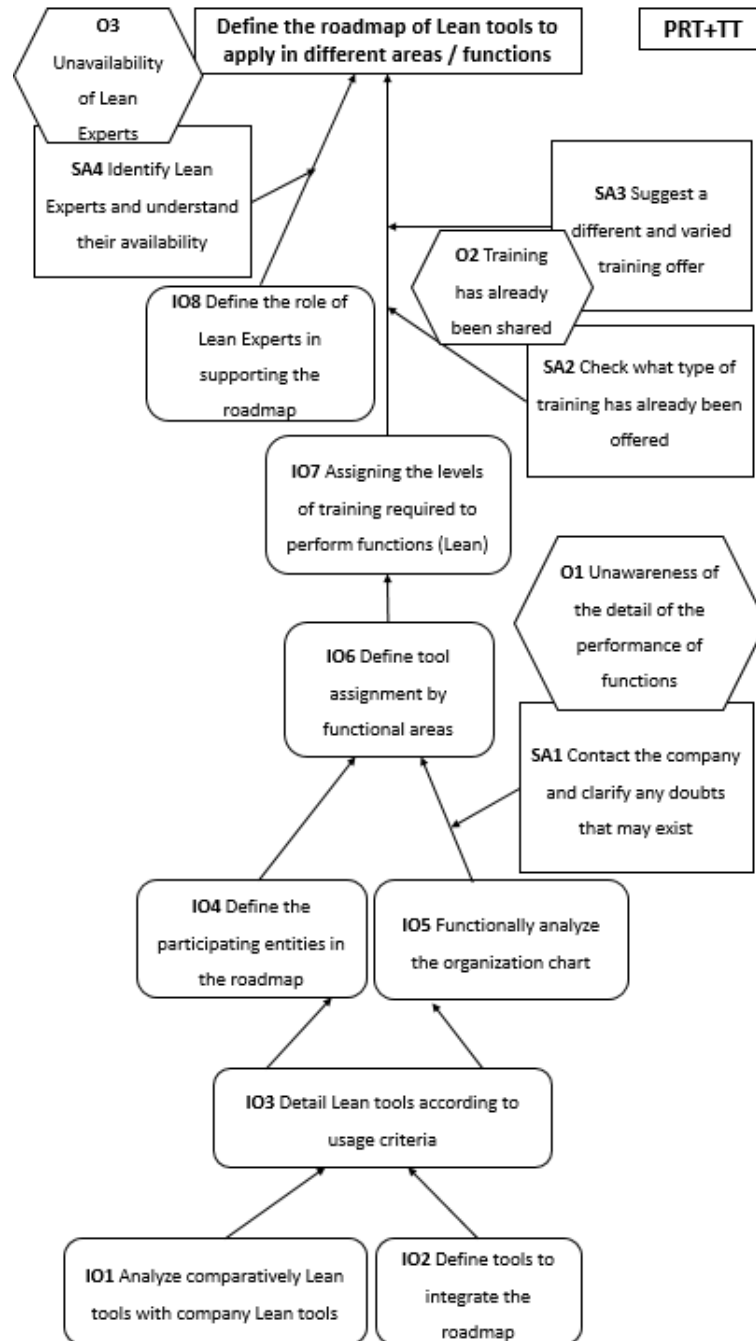 O3
Unavailability
of Lean
Experts
Define the roadmap of Lean tools to
apply in different areas / functions
PRT+TT
SA4 Identify Lean
Experts and understand
their availability
SA3 Suggest a
different and varied
training offer
O2 Training
has already
been shared
IO8 Define the role of
Lean Experts in
supporting the
roadmap
SA2 Check what type of
training has already been
offered
IO7 Assigning the levels
of training required to
perform functions (Lean)
O1 Unawareness of
the detail of the
performance of
functions
IO6 Define tool
assignment by
functional areas
SA1 Contact the company
and clarify any doubts
that may exist
IO4 Define the
participating entities in
the roadmap
IO5 Functionally analyze
the organization chart
IO3 Detail Lean tools according to
usage criteria
IO1 Analyze comparatively Lean
tools with company Lean tools
IO2 Define tools to
integrate the
roadmap